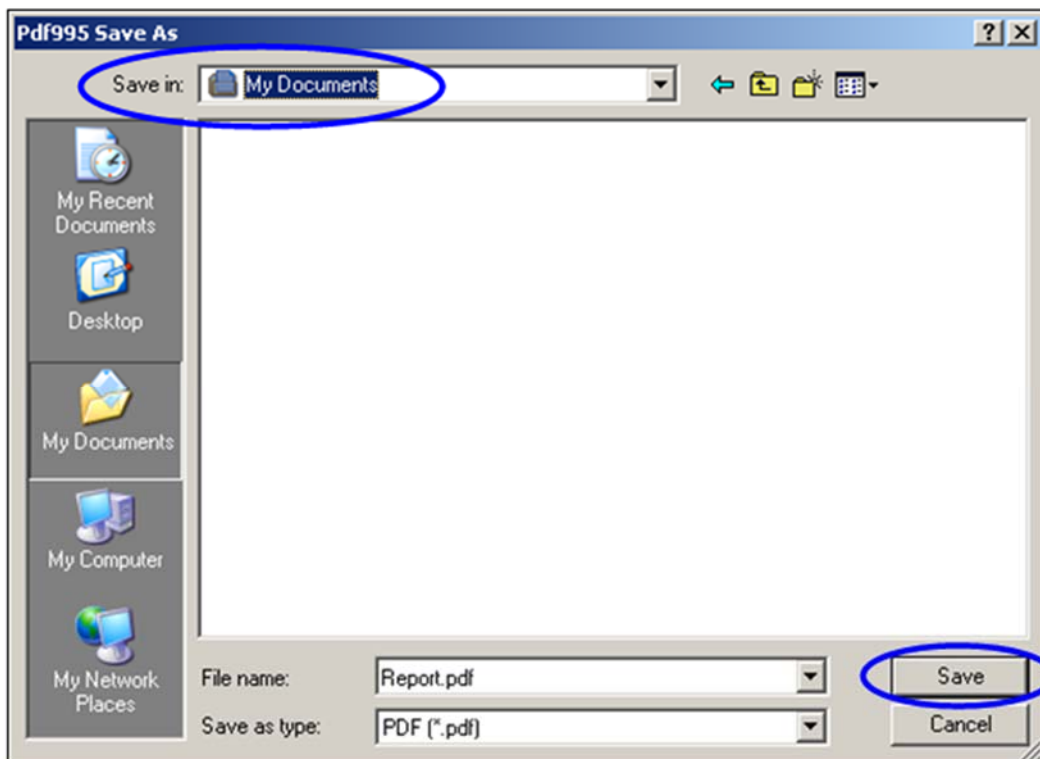 Pdf995 Save As
Save in:
My Documents
My Recent
Documents
Desktop
My Documents
My Computer
My Network
Places
File name:
Report.pdf
Save
Save as type:
PDF (*.pdf)
Cancel